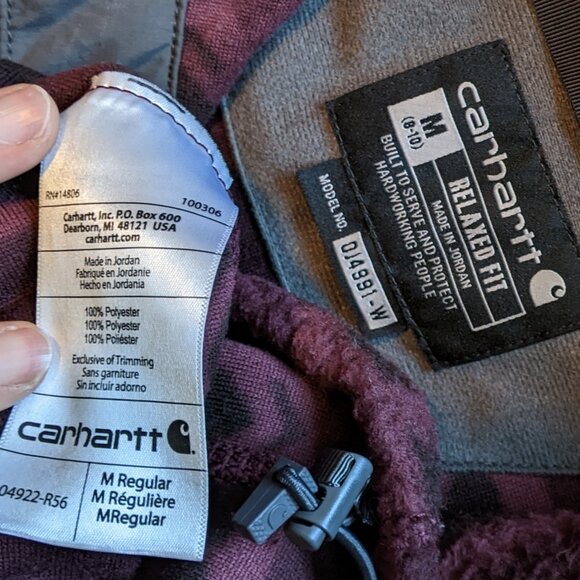 RN#14806
100306
Carhartt, Inc. P.O. Box 600
Dearborn, MI 48121 USA
carhartt.com
Made in Jordan
Fabriqué en Jordanie
Hecho en Jordania
100% Polyester
100% Polyester
100% Poliéster
Exclusive of Trimming
Sans garniture
Sin incluir adorno
carhartt
04922-R56
M Regular
M Régulière
MRegular
carhartt
M
(8-10)
RELAXED FIT
MADE IN JORDAN
BUILT TO SERVE AND PROTECT
HARDWORKING PEOPLE
MODEL NO.
OJ4991-W